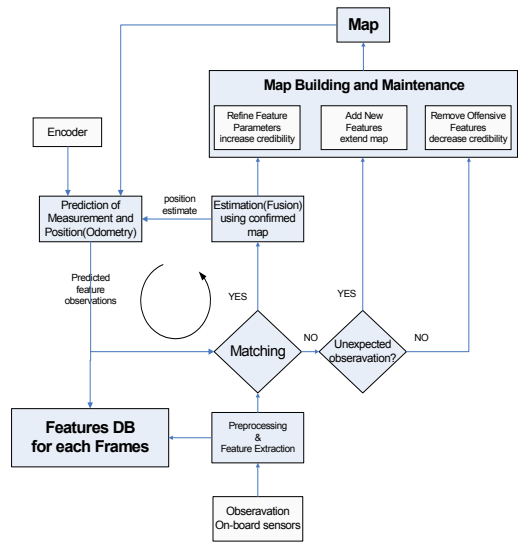 Map
Map Building and Maintenance
Refine Feature
Parameters
increase credibility
Add New
Features
extend map
Remove Offensive
Features
decrease credibility
Encoder
Prediction of
Measurement and
Position(Odometry)
position
estimate
Estimation(Fusion)
using confirmed
map
Predicted
feature
observations
YES
YES
Matching
NO
Unexpected
obseravation?
NO
Features DB
for each Frames
Preprocessing
&
Feature Extraction
Obseravation
On-board sensors